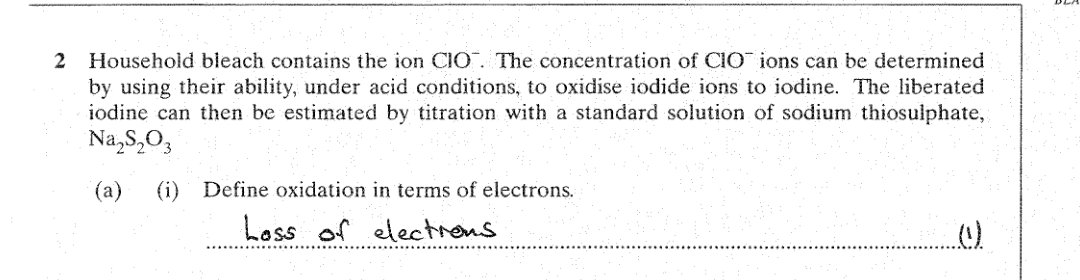 2 Household bleach contains the ion ClO⁻. The concentration of ClO⁻ ions can be determined
by using their ability, under acid conditions, to oxidise iodide ions to iodine. The liberated
iodine can then be estimated by titration with a standard solution of sodium thiosulphate,
Na₂S₂O₃
(a) (i) Define oxidation in terms of electrons.
Loss of electrons (1)